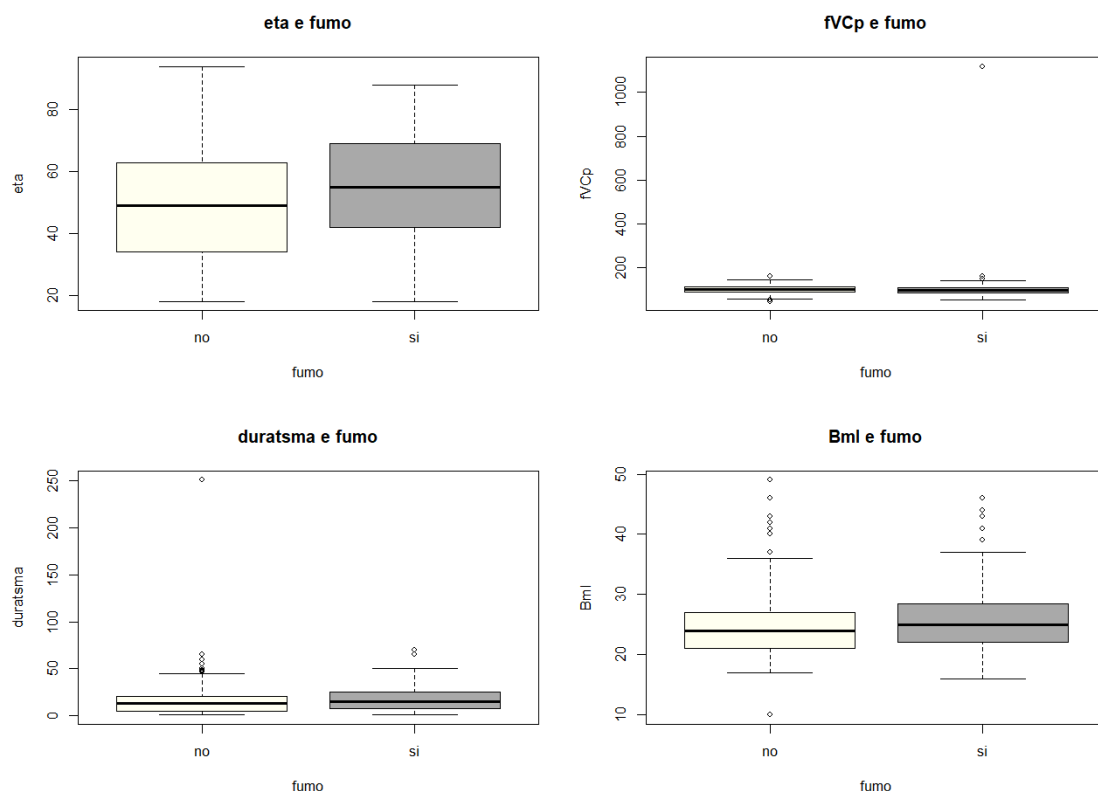 eta e fumo
eta
20
40
60
80
no
si
fumo
fVCp e fumo
fVCp
200
400
600
800
1000
no
si
fumo
duratsma e fumo
duratsma
0
50
100
150
200
250
no
si
fumo
BmI e fumo
BmI
10
20
30
40
50
no
si
fumo